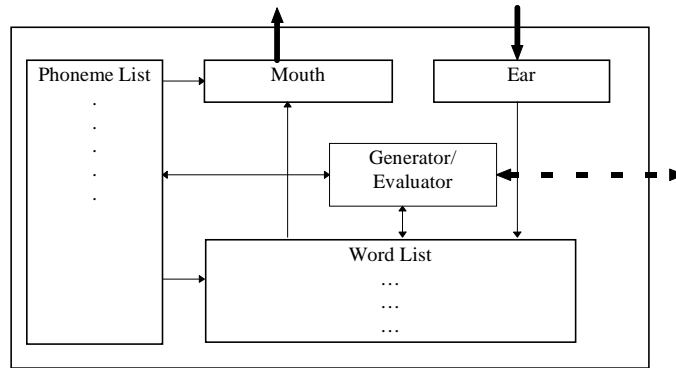 Phoneme List
.
.
.
.
.
Mouth
Ear
Generator/
Evaluator
Word List
…
…
…